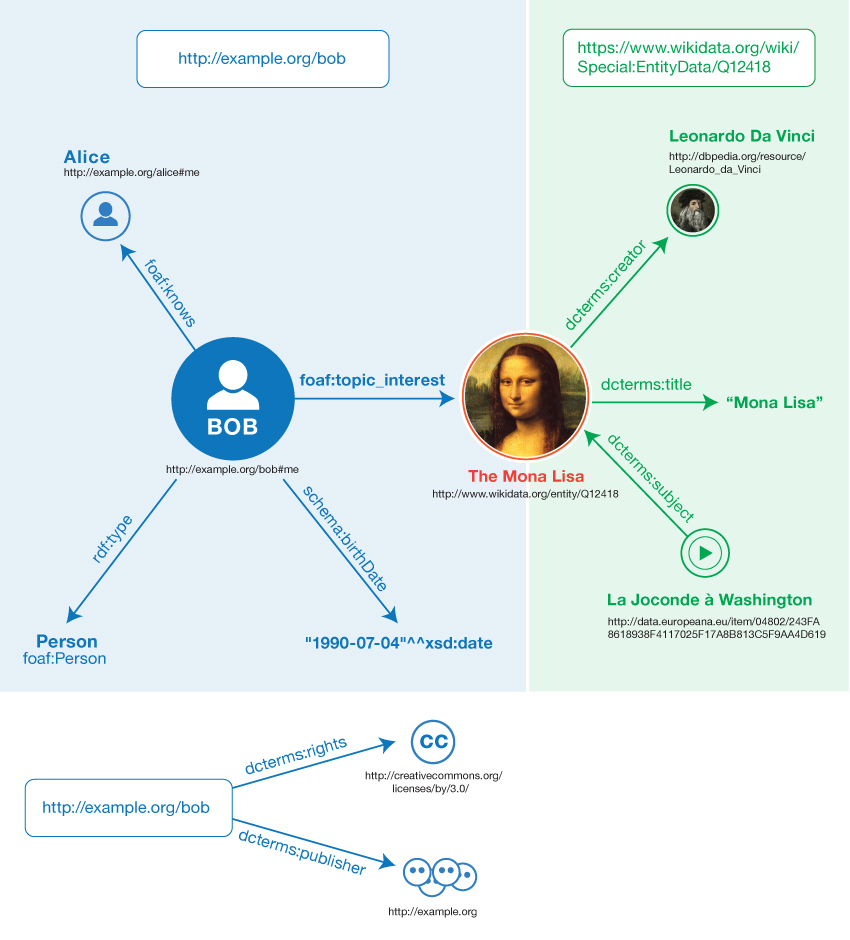 http://example.org/bob
https://www.wikidata.org/wiki/
Special:EntityData/Q12418
Alice
http://example.org/alice#me
Leonardo Da Vinci
http://dbpedia.org/resource/
Leonardo_da_Vinci
foaf:knows
dcterms:creator
foaf:topic_interest
dcterms:title
“Mona Lisa”
BOB
http://example.org/bob#me
The Mona Lisa
http://www.wikidata.org/entity/Q12418
dcterms:subject
rdf:type
schema:birthDate
La Joconde à Washington
http://data.europeana.eu/item/04802/243FA
8618938F4117025F17A8B813C5F9AA4D619
Person
foaf:Person
"1990-07-04"^^xsd:date
dcterms:rights
CC
http://creativecommons.org/
licenses/by/3.0/
http://example.org/bob
dcterms:publisher
http://example.org